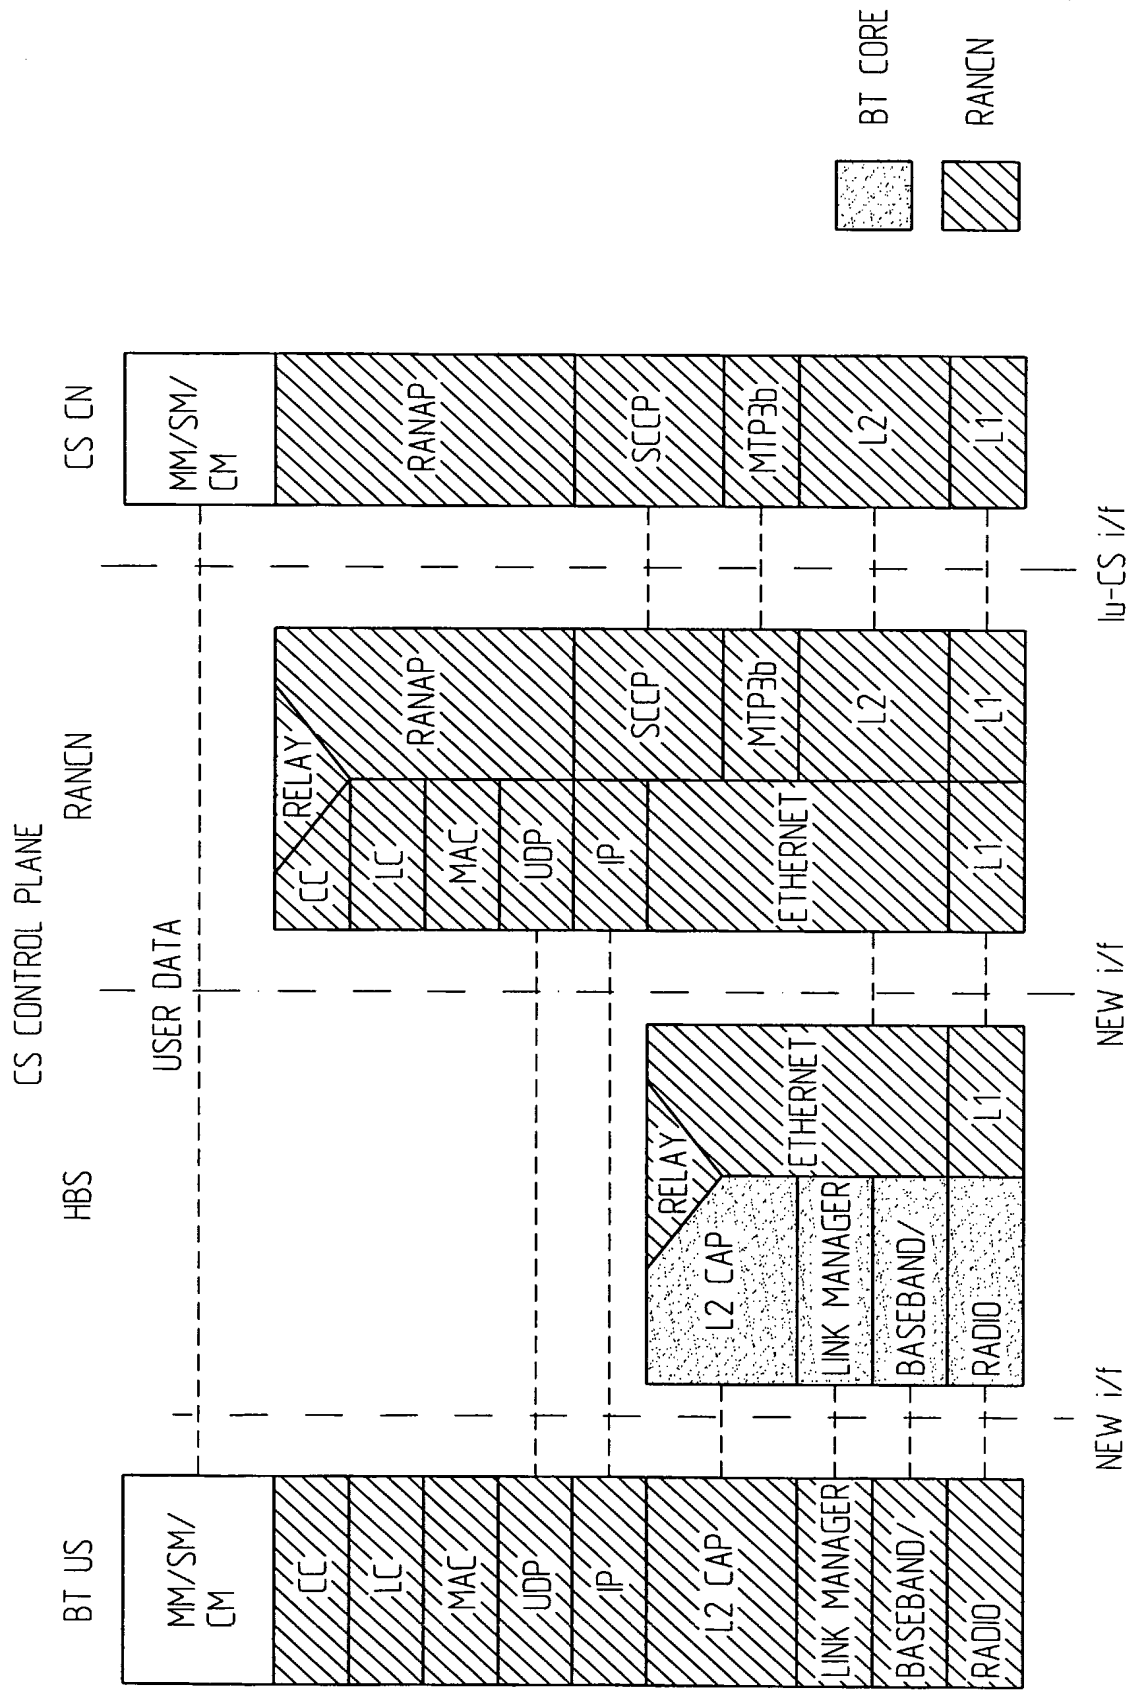 CS CONTROL PLANE
BT US
HBS
RANCN
CS CN
USER DATA
MM/SM/
CM
CC
LC
MAC
UDP
IP
L2 CAP
LINK MANAGER
BASEBAND/
RADIO
RELAY
L2 CAP
LINK MANAGER
BASEBAND/
RADIO
ETHERNET
L1
RELAY
CC
LC
MAC
UDP
IP
ETHERNET
L1
RANAP
SCCP
MTP3b
L2
L1
MM/SM/
CM
RANAP
SCCP
MTP3b
L2
L1
NEW i/f
NEW i/f
Iu-CS i/f
BT CORE
RANCN